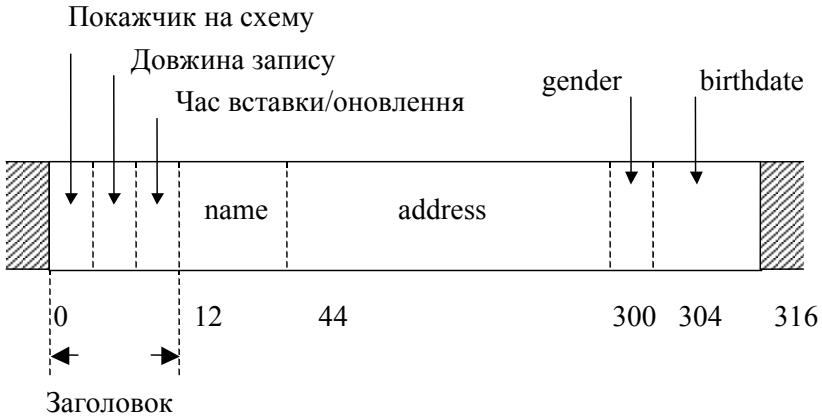 Покажчик на схему
Довжина запису
Час вставки/оновлення
gender birthdate
name address
0 12 44 300 304 316
Заголовок